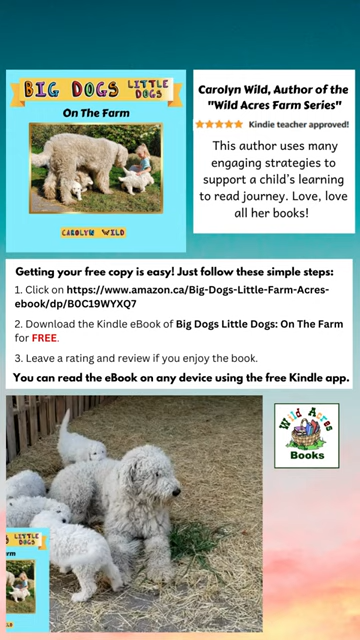 BIG DOGS LITTLE
DOGS
On The Farm
CAROLYN WILD
Carolyn Wild, Author of the
"Wild Acres Farm Series"
Kindie teacher approved!
This author uses many
engaging strategies to
support a child's learning
to read journey. Love, love
all her books!
Getting your free copy is easy! Just follow these simple steps:
1. Click on https://www.amazon.ca/Big-Dogs-Little-Farm-Acres-
ebook/dp/B0C19WYXQ7
2. Download the Kindle eBook of Big Dogs Little Dogs: On The Farm
for FREE.
3. Leave a rating and review if you enjoy the book.
You can read the eBook on any device using the free Kindle app.
Wild Acres
Books
LITTLE
DOGS
rm
LD